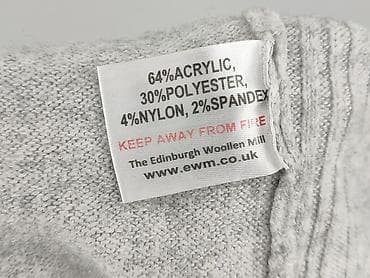 64%ACRYLIC,
30%POLYESTER,
4%NYLON, 2%SPANDEX
KEEP AWAY FROM FIRE
The Edinburgh Woollen Mill
www.ewm.co.uk